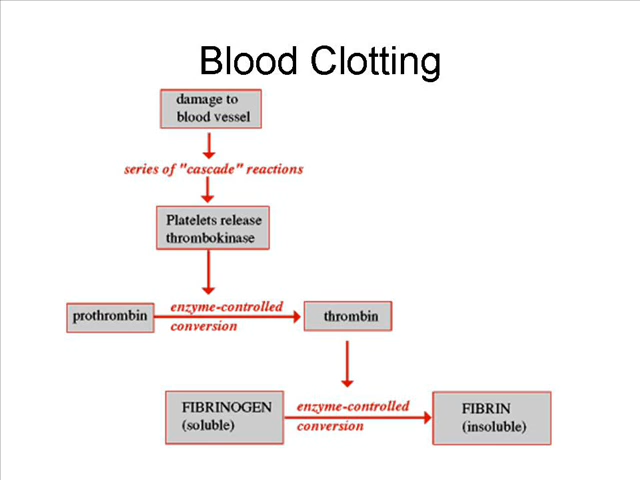 Blood Clotting
damage to
blood vessel
series of "cascade" reactions
Platelets release
thrombokinase
prothrombin
enzyme-controlled
conversion
thrombin
FIBRINOGEN
(soluble)
enzyme-controlled
conversion
FIBRIN
(insoluble)